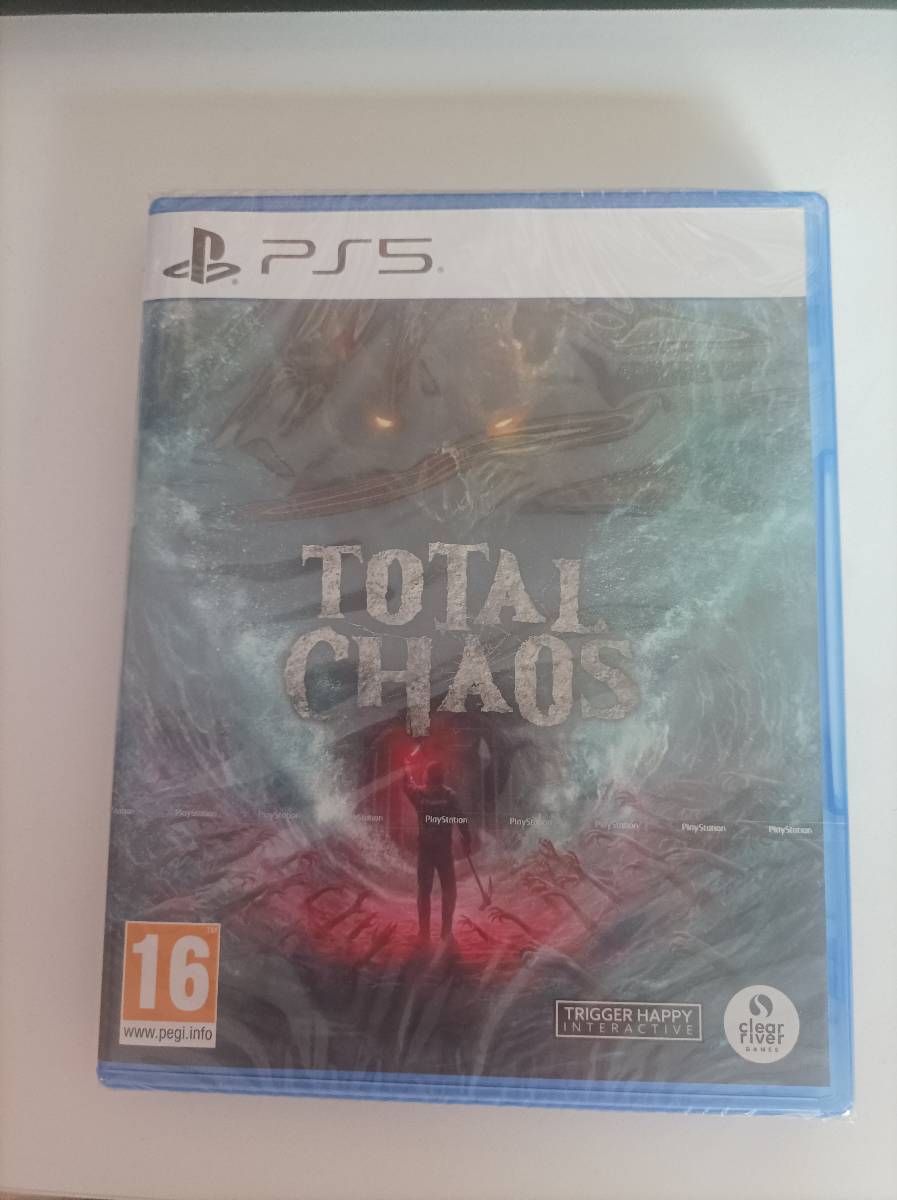 PS5
TOTAL
CHAOS
PlayStation
PlayStation
PlayStation
PlayStation
PlayStation
PlayStation
PlayStation
16
www.pegi.info
TRIGGER HAPPY
INTERACTIVE
clear
river
GAMES